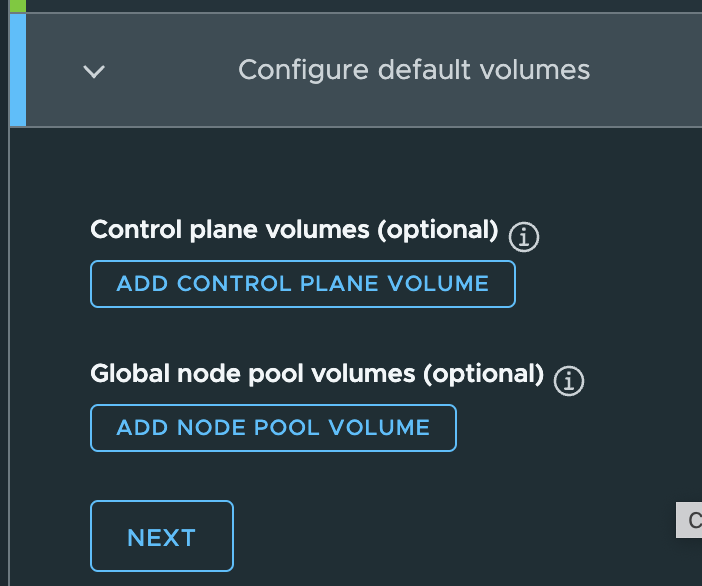 Configure default volumes
Control plane volumes (optional)
ADD CONTROL PLANE VOLUME
Global node pool volumes (optional)
ADD NODE POOL VOLUME
C
NEXT